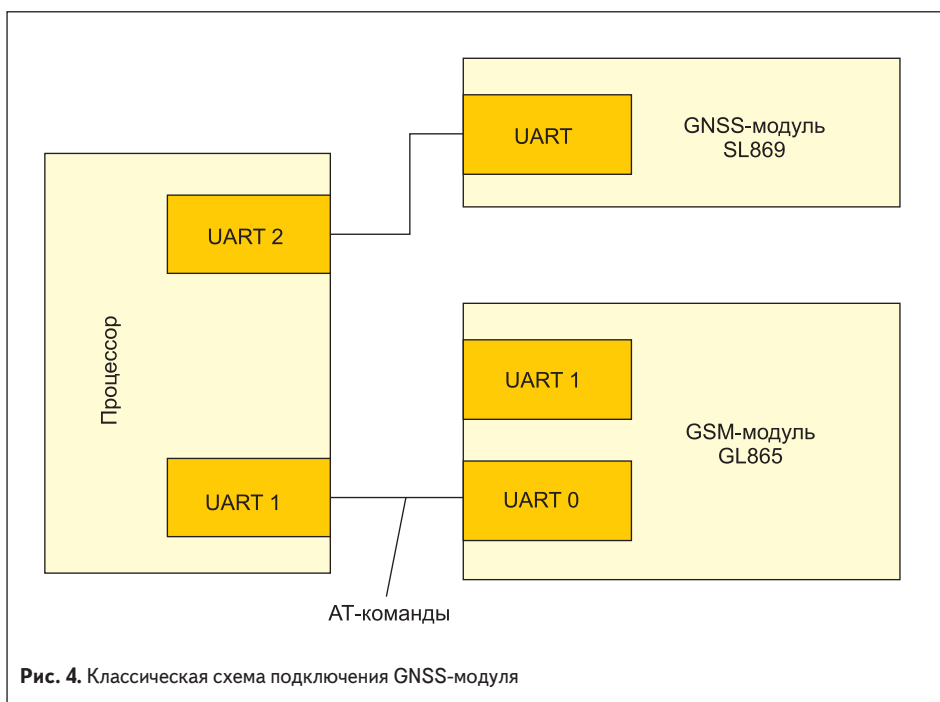 UART
GNSS-модуль
SL869
UART 2
Процессор
UART 1
GSM-модуль
GL865
UART 1
UART 0
АТ-команды
Рис. 4. Классическая схема подключения GNSS-модуля